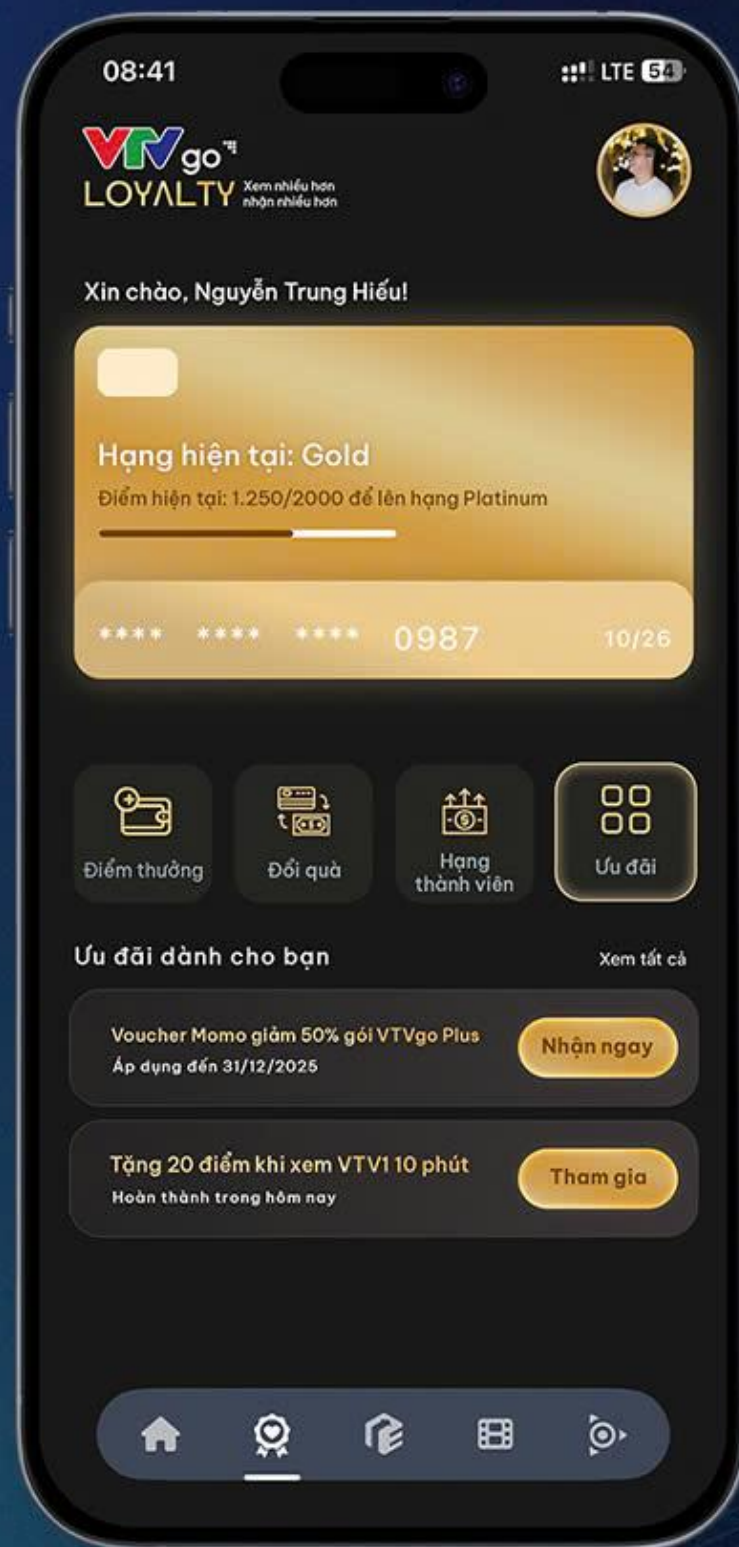 08:41
LTE 54
VTV go
LOYALTY
Xem nhiều hơn
nhận nhiều hơn
Xin chào, Nguyễn Trung Hiếu!
Hạng hiện tại: Gold
Điểm hiện tại: 1.250/2000 để lên hạng Platinum
**** **** **** 0987 10/26
Điểm thưởng
Đổi quà
Hạng
thành viên
Ưu đãi
Ưu đãi dành cho bạn
Xem tất cả
Voucher Momo giảm 50% gói VTVgo Plus
Áp dụng đến 31/12/2025
Nhận ngay
Tặng 20 điểm khi xem VTV1 10 phút
Hoàn thành trong hôm nay
Tham gia